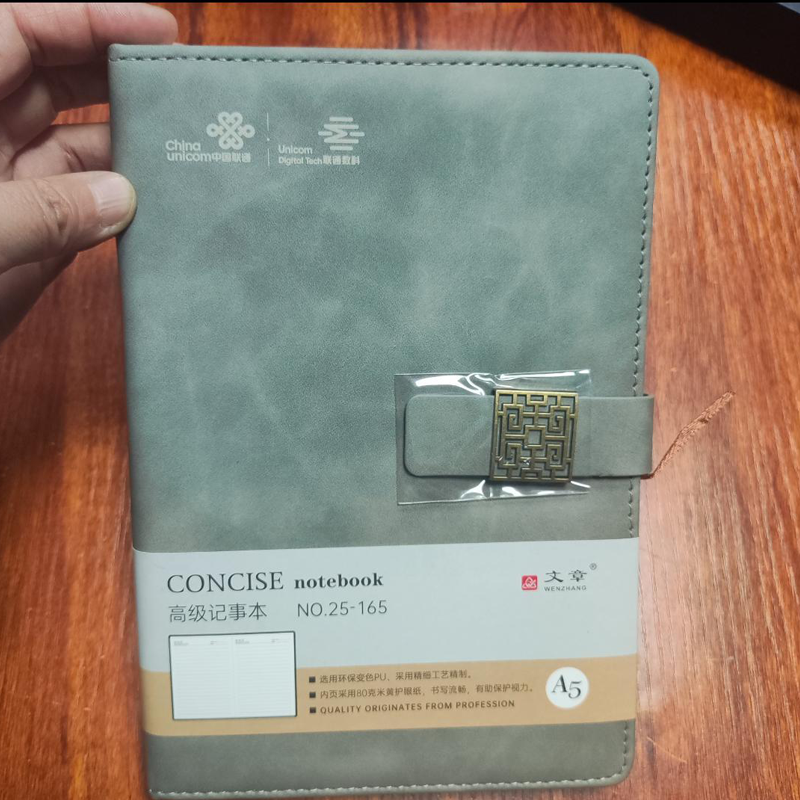 China
unicom中国联通
Unicom
Digital Tech联通数科
CONCISE notebook
高级记事本 NO.25-165
文章®
WENZHANG
选用环保变色PU、采用精细工艺精制。
内页采用80克米黄护眼纸,书写流畅,有助保护视力。
QUALITY ORIGINATES FROM PROFESSION
A5